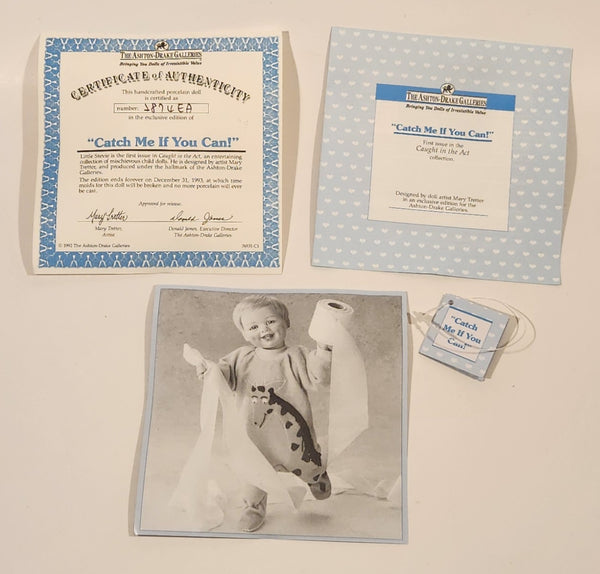 THE ASHTON-DRAKE GALLERIES
Bringing You Dolls of Irresistible Value
CERTIFICATE of AUTHENTICITY
This handcrafted porcelain doll
is certified as
number:
in the exclusive edition of
"Catch Me If You Can!"
Little Stevie is the first issue in Caught in the Act, an entertaining
collection of mischievous child dolls. He is designed by artist Mary
Tretter, and produced under the hallmark of the Ashton-Drake
Galleries.
The edition ends forever on December 31, 1993, at which time
molds for this doll will be broken and no more porcelain will ever
be cast.
Approved for release.
Mary Tretter
Mary Tretter,
Artist
Donald James
Donald James, Executive Director
The Ashton-Drake Galleries
© 1992 The Ashton-Drake Galleries
THE ASHTON-DRAKE GALLERIES
Bringing You Dolls of Irresistible Value
"Catch Me If You Can!"
First issue in the
Caught in the Act
collection.
Designed by doll artist Mary Tretter
in an exclusive edition for the
Ashton-Drake Galleries.
"Catch
Me If You
Can!"